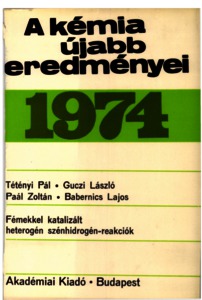 A kémia
újabb
eredményei
1974
Tétényi Pál • Guczi László
Paál Zoltán • Babernics Lajos
Fémekkel katalizált
heterogén szénhidrogén-reakciók
Akadémiai Kiadó • Budapest